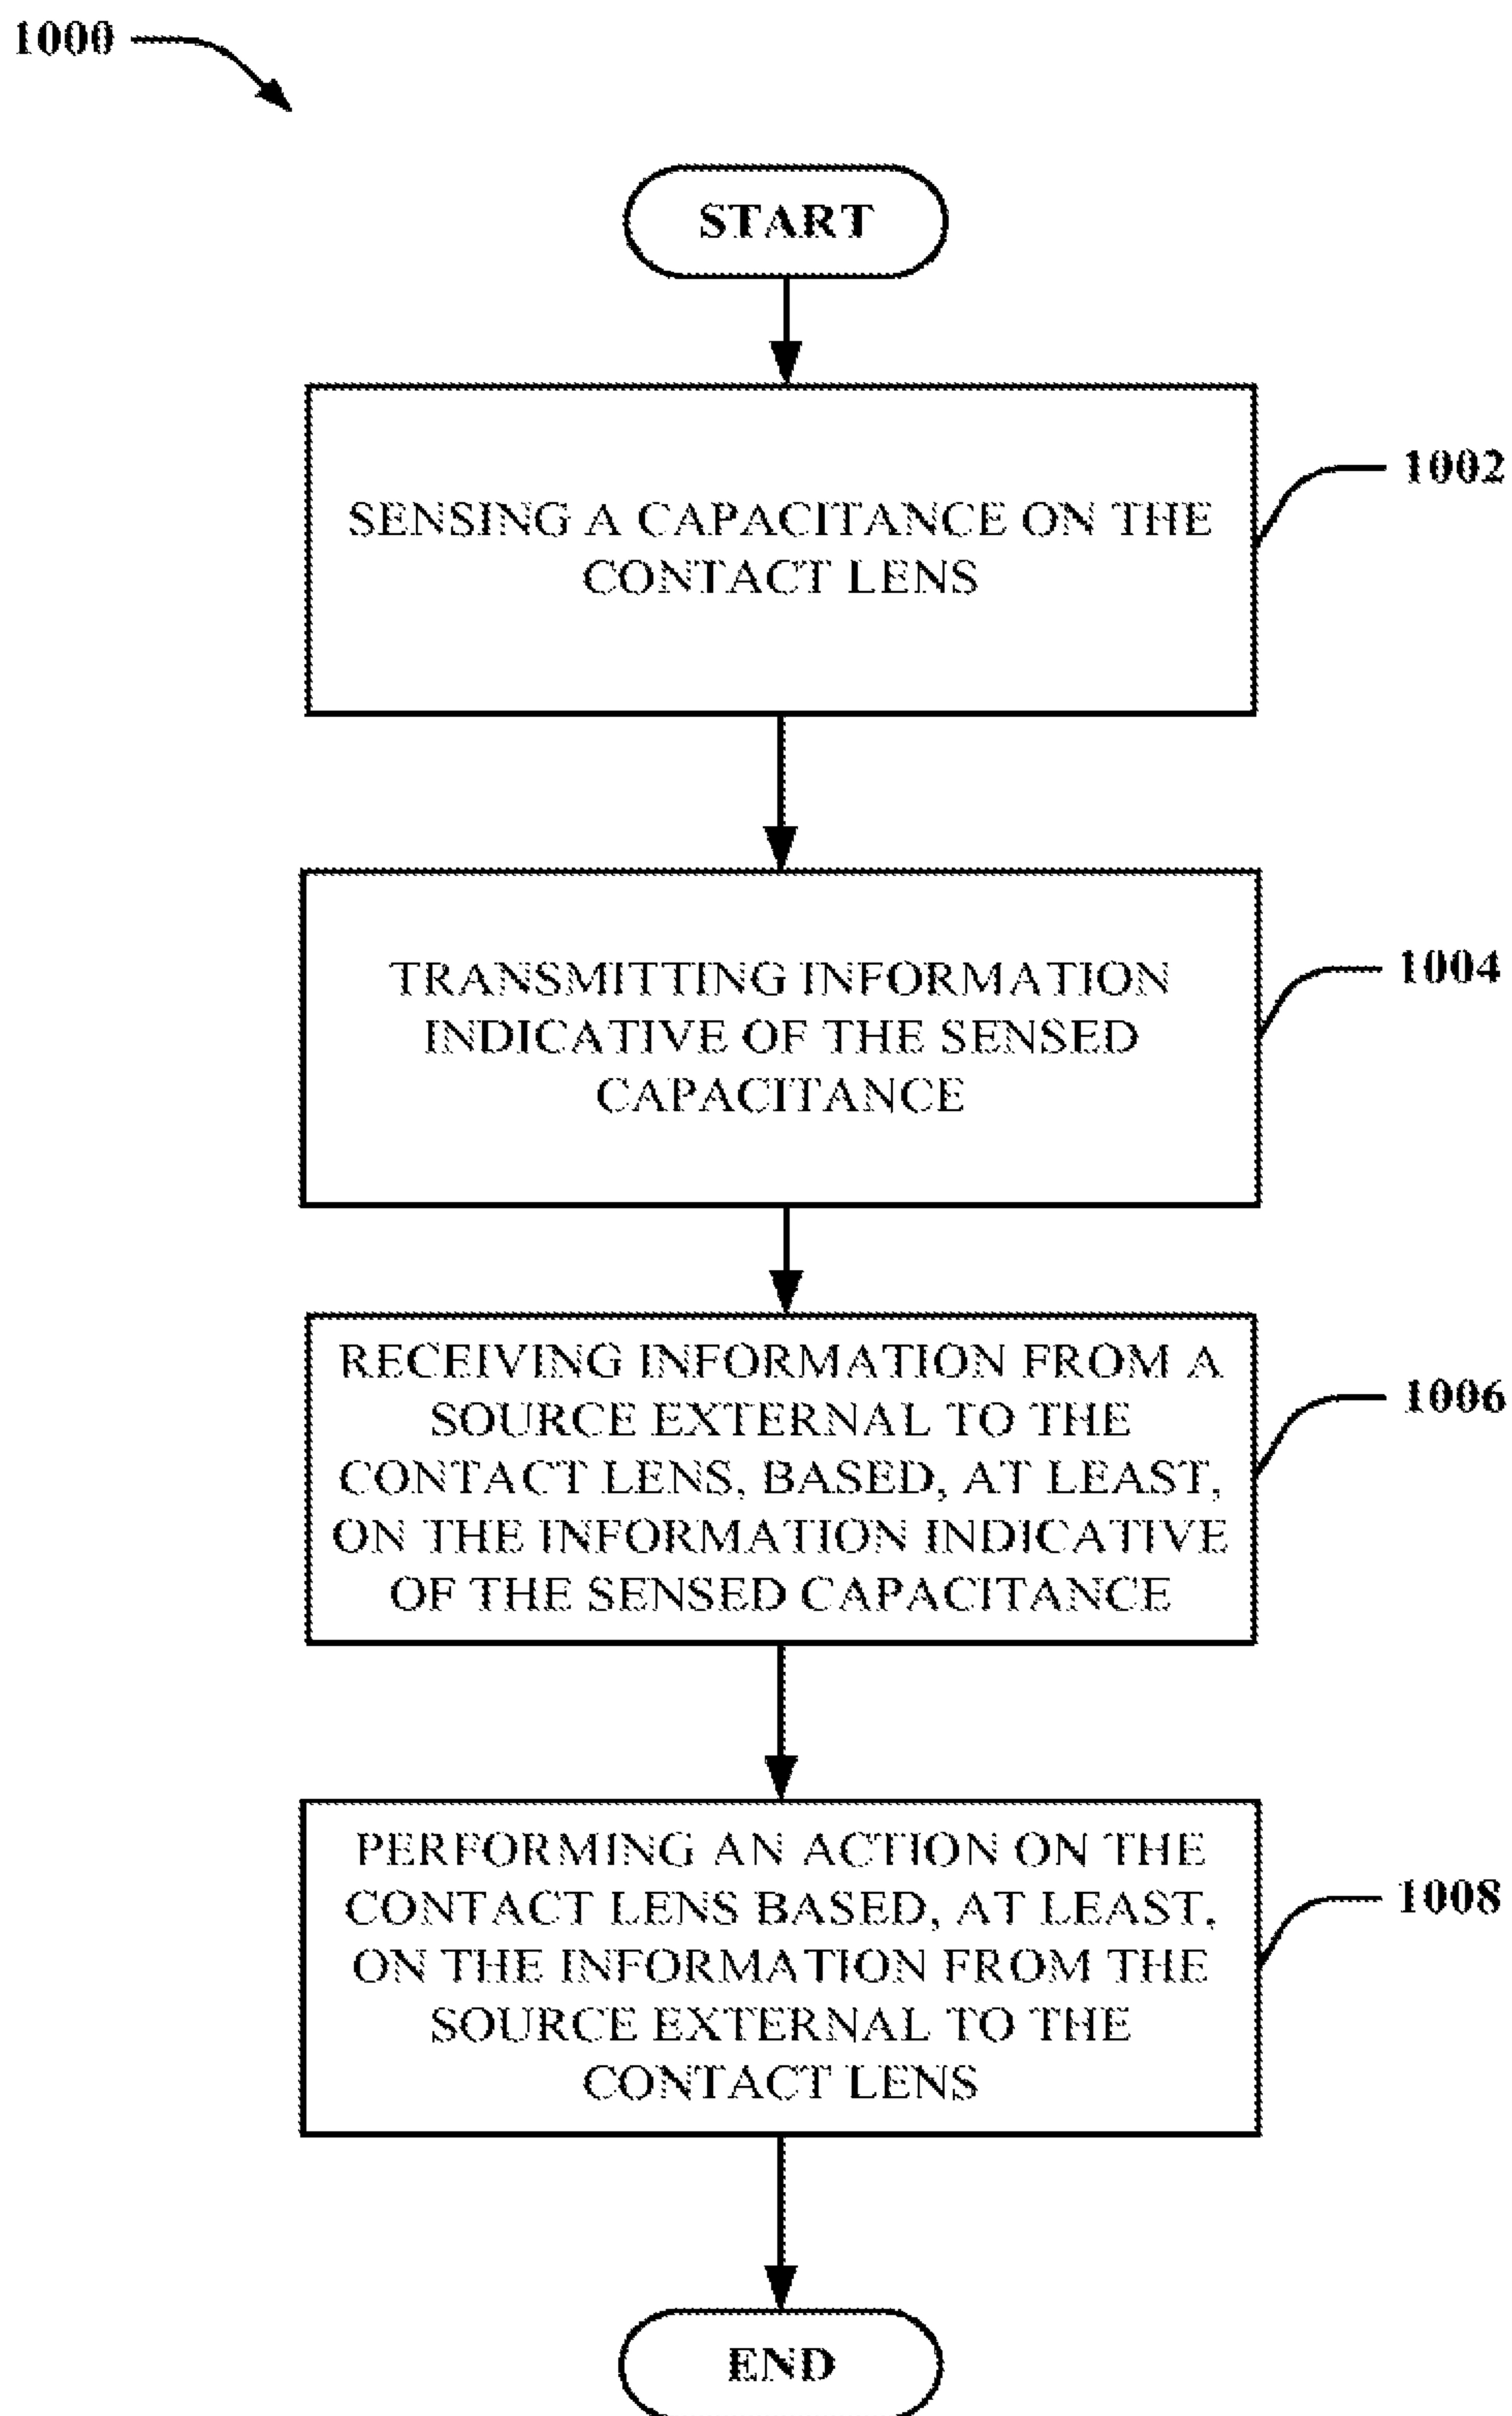 1000
START
SENSING A CAPACITANCE ON THE
CONTACT LENS
1002
TRANSMITTING INFORMATION
INDICATIVE OF THE SENSED
CAPACITANCE
1004
RECEIVING INFORMATION FROM A
SOURCE EXTERNAL TO THE
CONTACT LENS, BASED, AT LEAST,
ON THE INFORMATION INDICATIVE
OF THE SENSED CAPACITANCE
1006
PERFORMING AN ACTION ON THE
CONTACT LENS BASED, AT LEAST,
ON THE INFORMATION FROM THE
SOURCE EXTERNAL TO THE
CONTACT LENS
1008
END